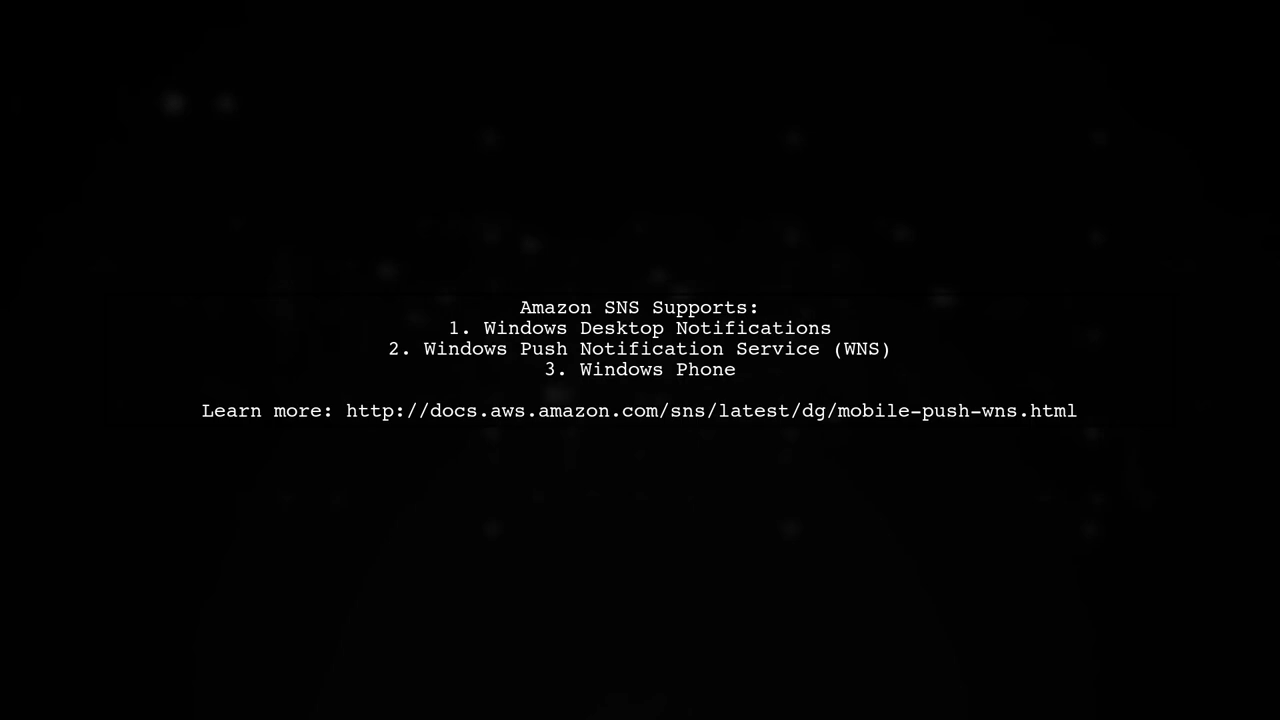 Amazon SNS Supports:
1. Windows Desktop Notifications
2. Windows Push Notification Service (WNS)
3. Windows Phone
Learn more: http://docs.aws.amazon.com/sns/latest/dg/mobile-push-wns.html